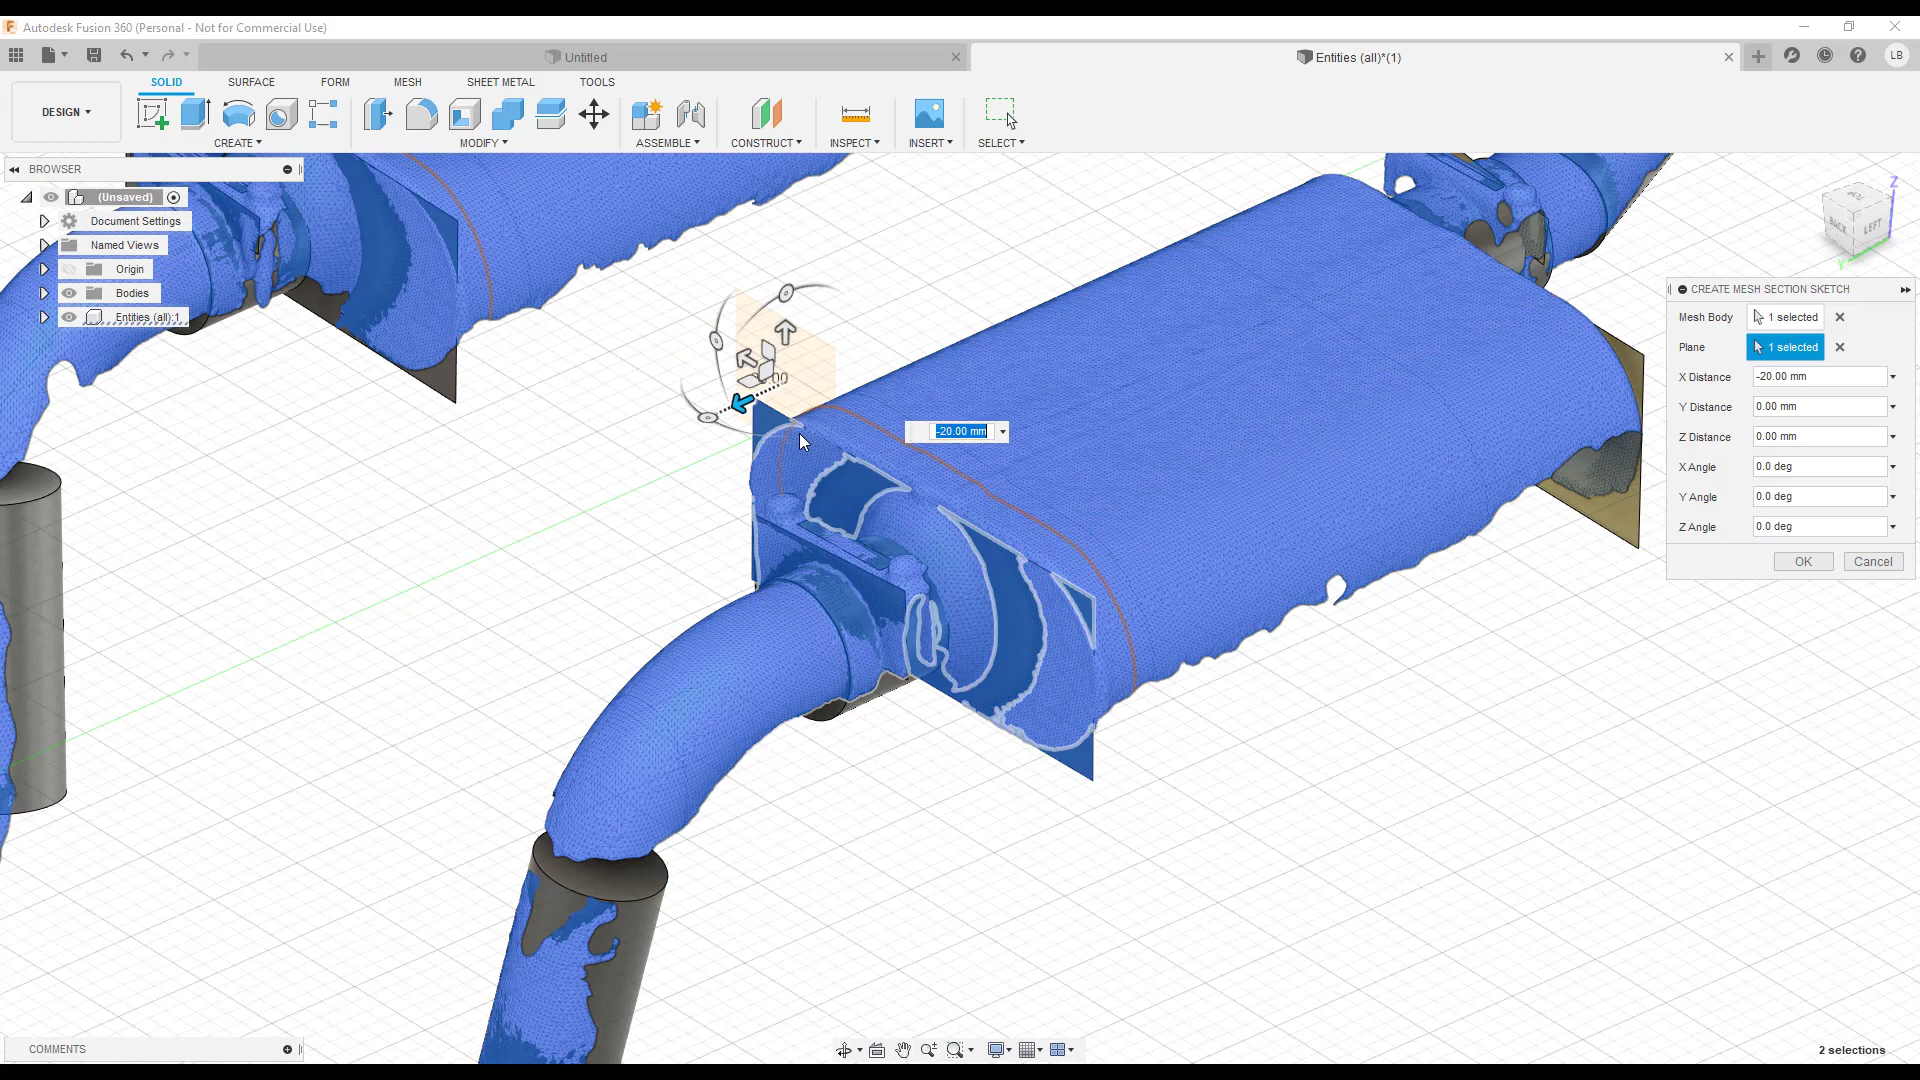 Autodesk Fusion 360 (Personal - Not for Commercial Use)
Untitled
Entities (all)*(1)
LB
DESIGN
SOLID
SURFACE
FORM
MESH
SHEET METAL
TOOLS
CREATE
MODIFY
ASSEMBLE
CONSTRUCT
INSPECT
INSERT
SELECT
BROWSER
(Unsaved)
Document Settings
Named Views
Origin
Bodies
Entities (all):1
Z
BACK
LEFT
Y
-20.00 mm
CREATE MESH SECTION SKETCH
Mesh Body
1 selected
Plane
1 selected
X Distance
-20.00 mm
Y Distance
0.00 mm
Z Distance
0.00 mm
X Angle
0.0 deg
Y Angle
0.0 deg
Z Angle
0.0 deg
OK
Cancel
COMMENTS
2 selections